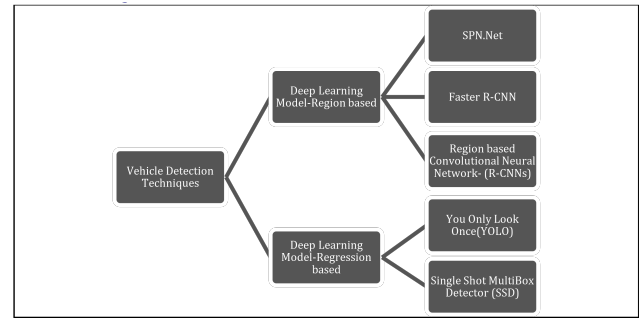 SPN.Net
Deep Learning
Model-Region based
Faster R-CNN
Region based
Convolutional Neural
Network- (R-CNNs)
Vehicle Detection
Techniques
You Only Look
Once(YOLO)
Deep Learning
Model-Regression
based
Single Shot MultiBox
Detector (SSD)